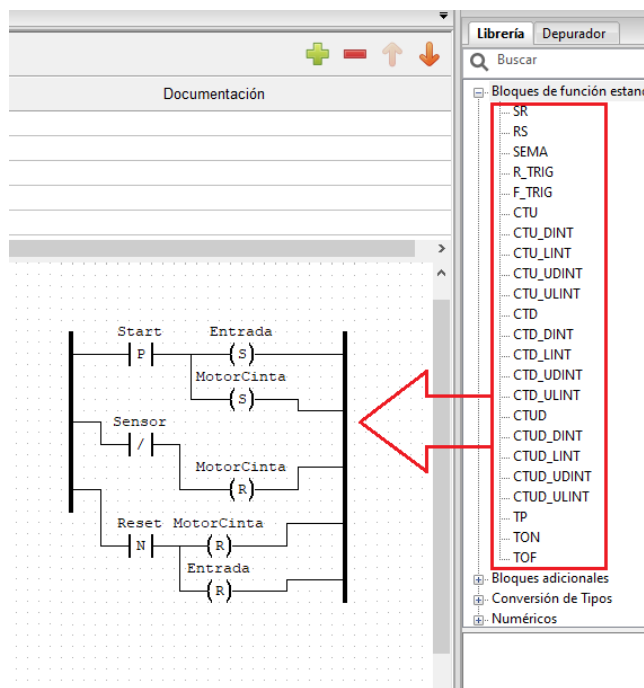 Librería Depurador
Buscar
Documentación
Bloques de función estand
SR
RS
SEMA
R_TRIG
F_TRIG
CTU
CTU_DINT
CTU_LINT
CTU_UDINT
CTU_ULINT
CTD
CTD_DINT
CTD_LINT
CTD_UDINT
CTD_ULINT
CTUD
CTUD_DINT
CTUD_LINT
CTUD_UDINT
CTUD_ULINT
TP
TON
TOF
Bloques adicionales
Conversión de Tipos
Numéricos
Start Entrada
P (S)
MotorCinta
(S)
Sensor
/
MotorCinta
(R)
Reset MotorCinta
N (R)
Entrada
(R)